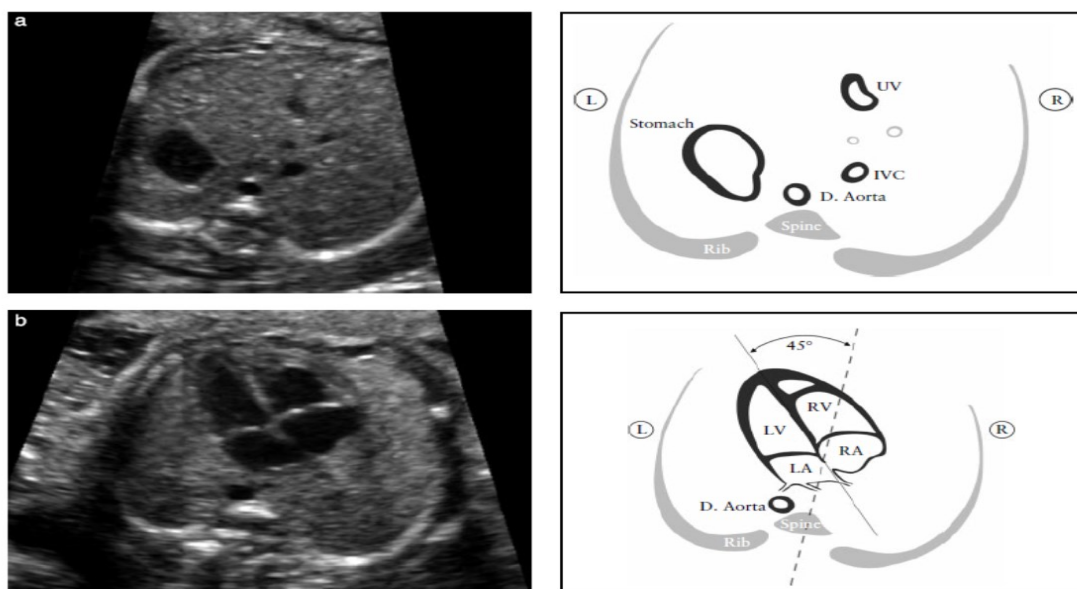 a
UV
L
R
Stomach
IVC
D. Aorta
Spine
Rib
b
45°
RV
L
R
LV
RA
LA
D. Aorta
Spine
Rib